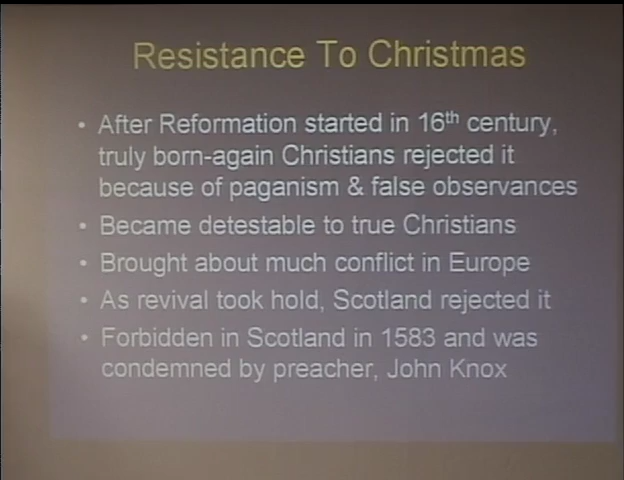 Resistance To Christmas
• After Reformation started in 16th century,
truly born-again Christians rejected it
because of paganism & false observances
• Became detestable to true Christians
• Brought about much conflict in Europe
• As revival took hold, Scotland rejected it
• Forbidden in Scotland in 1583 and was
condemned by preacher, John Knox